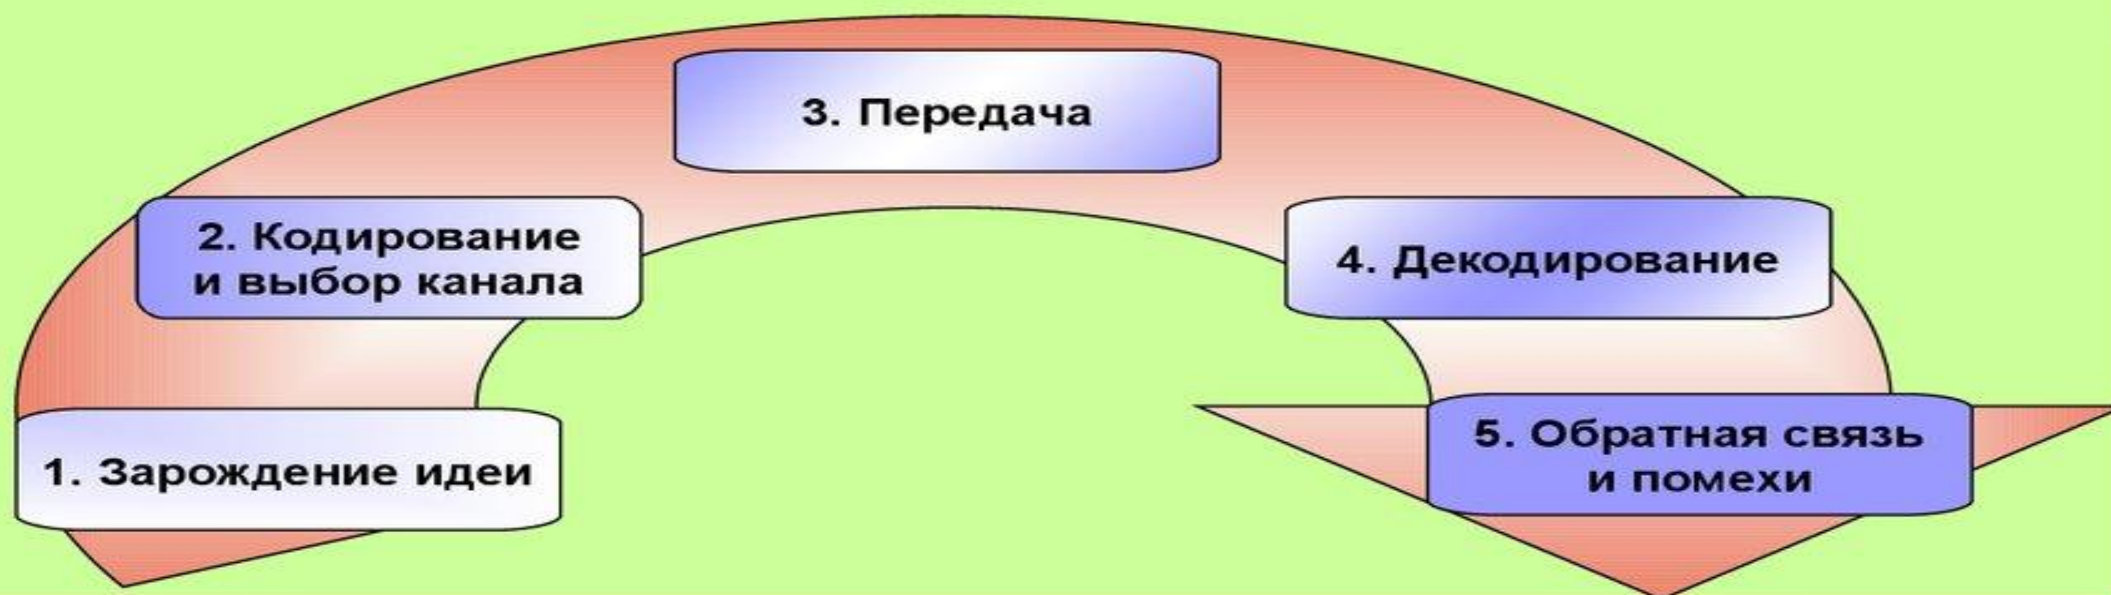 1. Зарождение идеи
2. Кодирование
и выбор канала
3. Передача
4. Декодирование
5. Обратная связь
и помехи